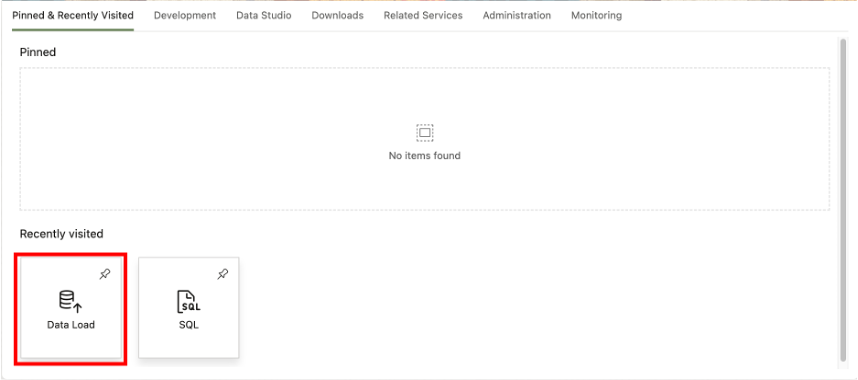 Pinned & Recently Visited Development Data Studio Downloads Related Services Administration Monitoring
Pinned
No items found
Recently visited
SQL
Data Load SQL